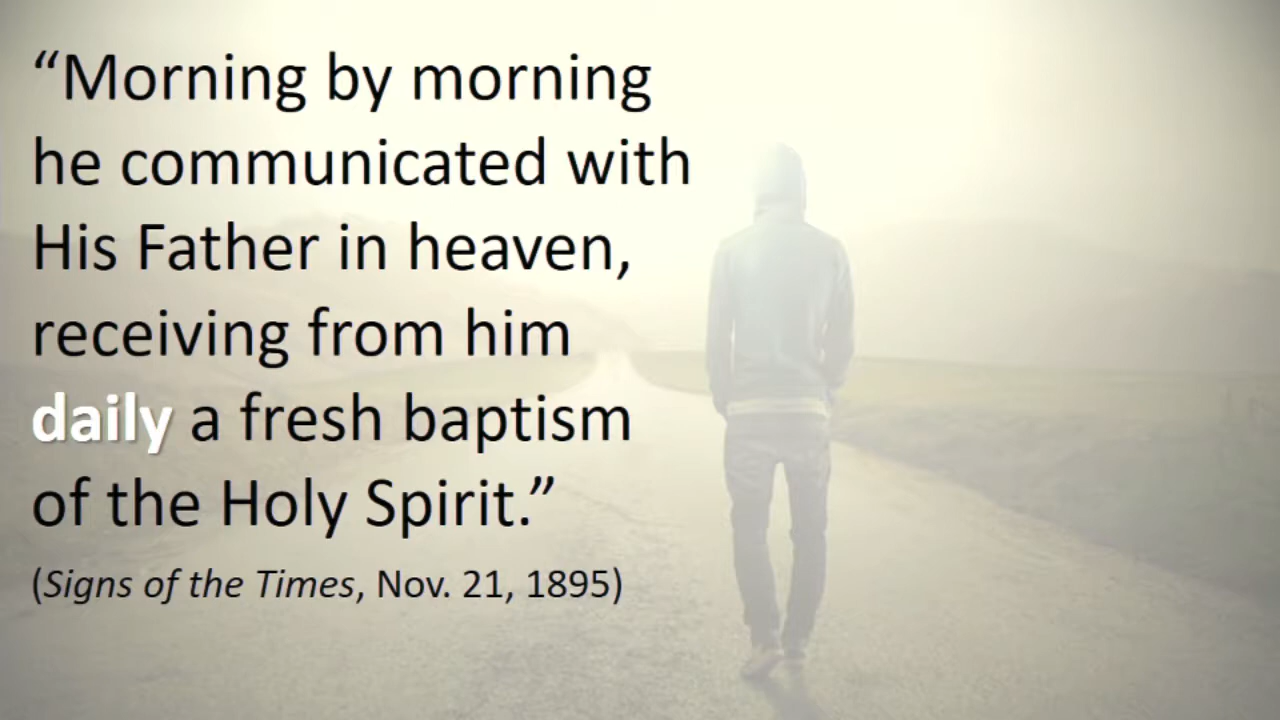 “Morning by morning
he communicated with
His Father in heaven,
receiving from him
daily a fresh baptism
of the Holy Spirit.”
(Signs of the Times, Nov. 21, 1895)